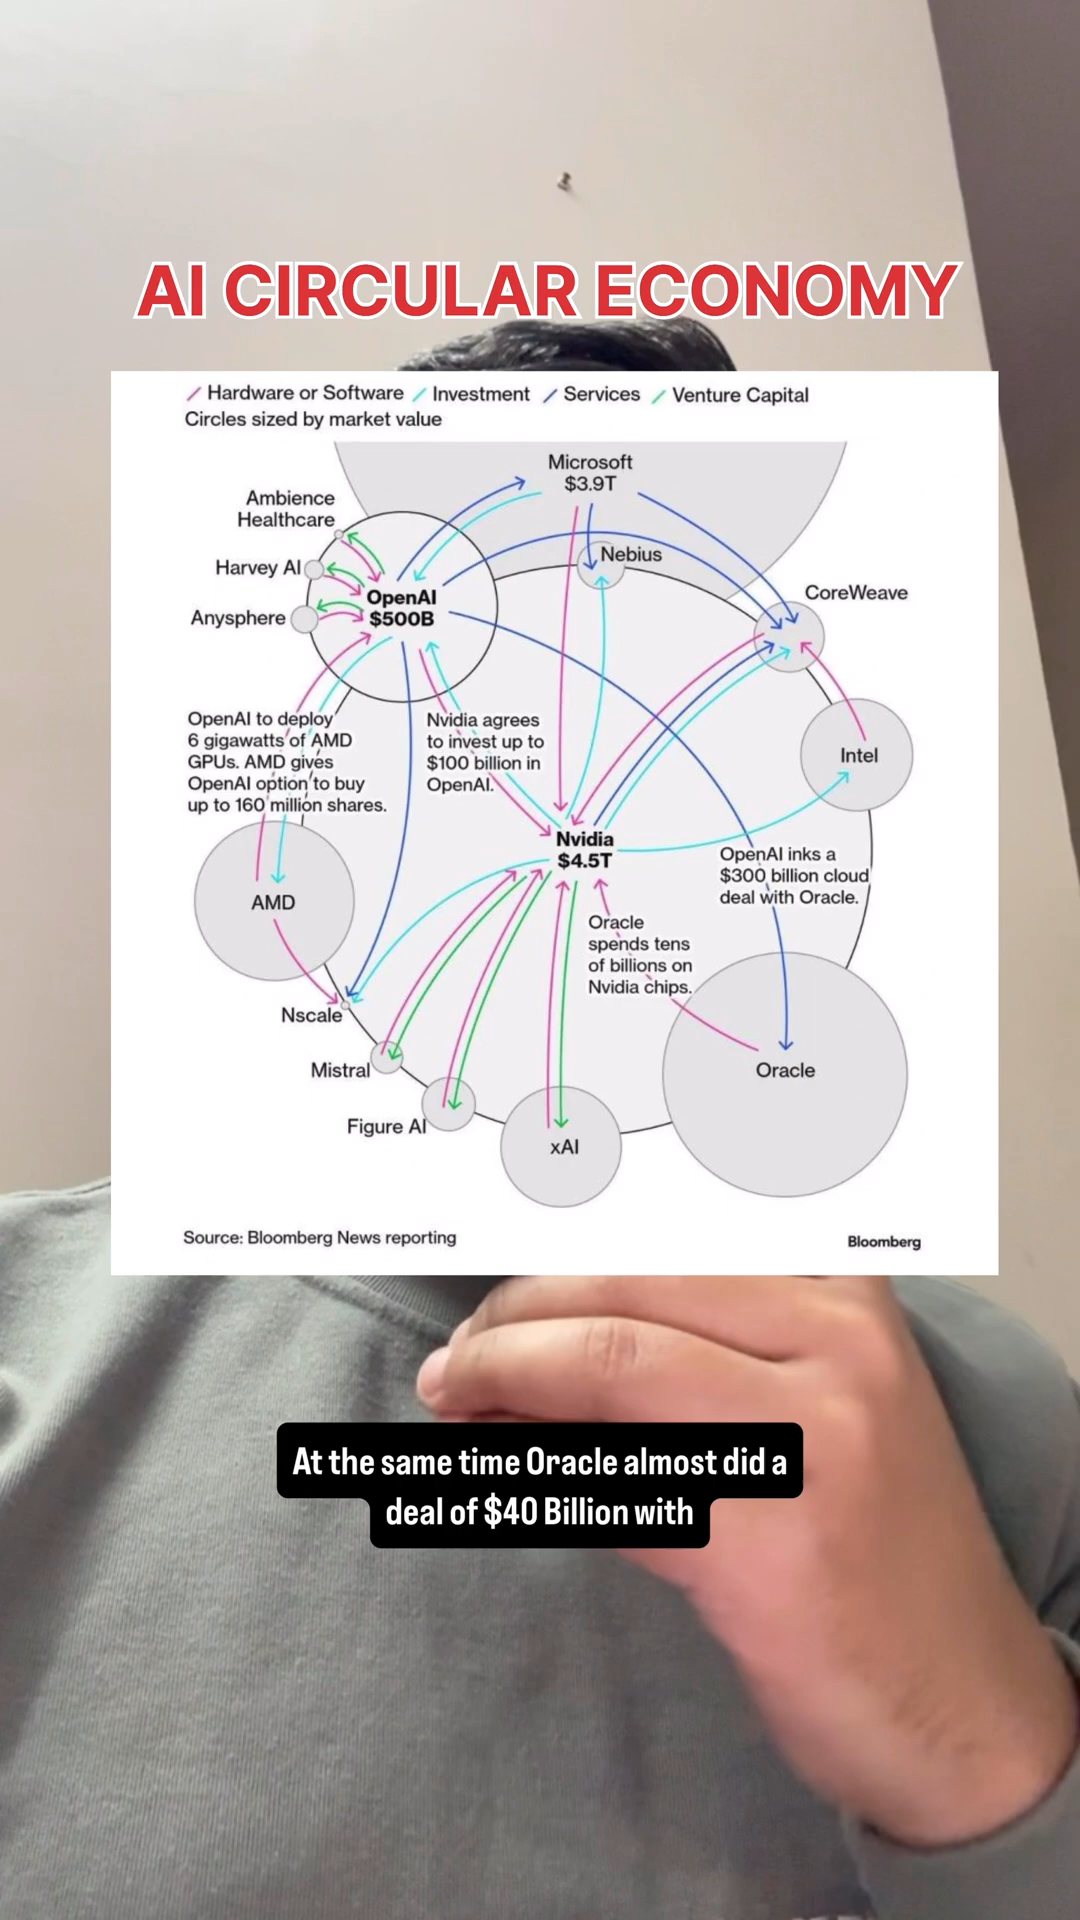 AI CIRCULAR ECONOMY
Hardware or Software Investment Services Venture Capital
Circles sized by market value
Microsoft
$3.9T
Ambience
Healthcare
Nebius
Harvey AI
CoreWeave
OpenAI
$500B
Anysphere
OpenAI to deploy
6 gigawatts of AMD
GPUs. AMD gives
OpenAI option to buy
up to 160 million shares.
Nvidia agrees
to invest up to
$100 billion in
OpenAI.
Intel
Nvidia
$4.5T
OpenAI inks a
$300 billion cloud
deal with Oracle.
AMD
Oracle
spends tens
of billions on
Nvidia chips.
Nscale
Mistral
Oracle
Figure AI
xAI
Source: Bloomberg News reporting
Bloomberg
At the same time Oracle almost did a
deal of $40 Billion with